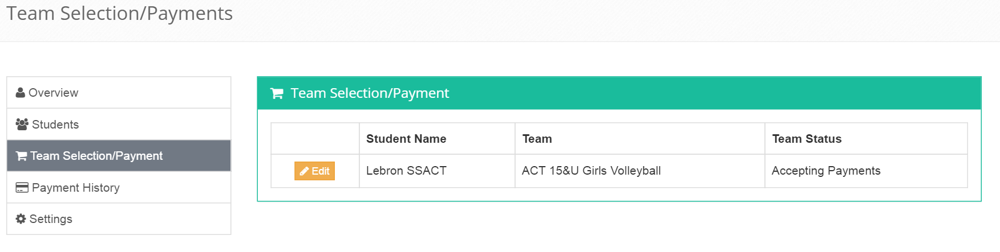 Team Selection/Payments
Overview
Students
Team Selection/Payment
Payment History
Settings
Team Selection/Payment
Student Name Team Team Status
Edit Lebron SSACT ACT 15&U Girls Volleyball Accepting Payments